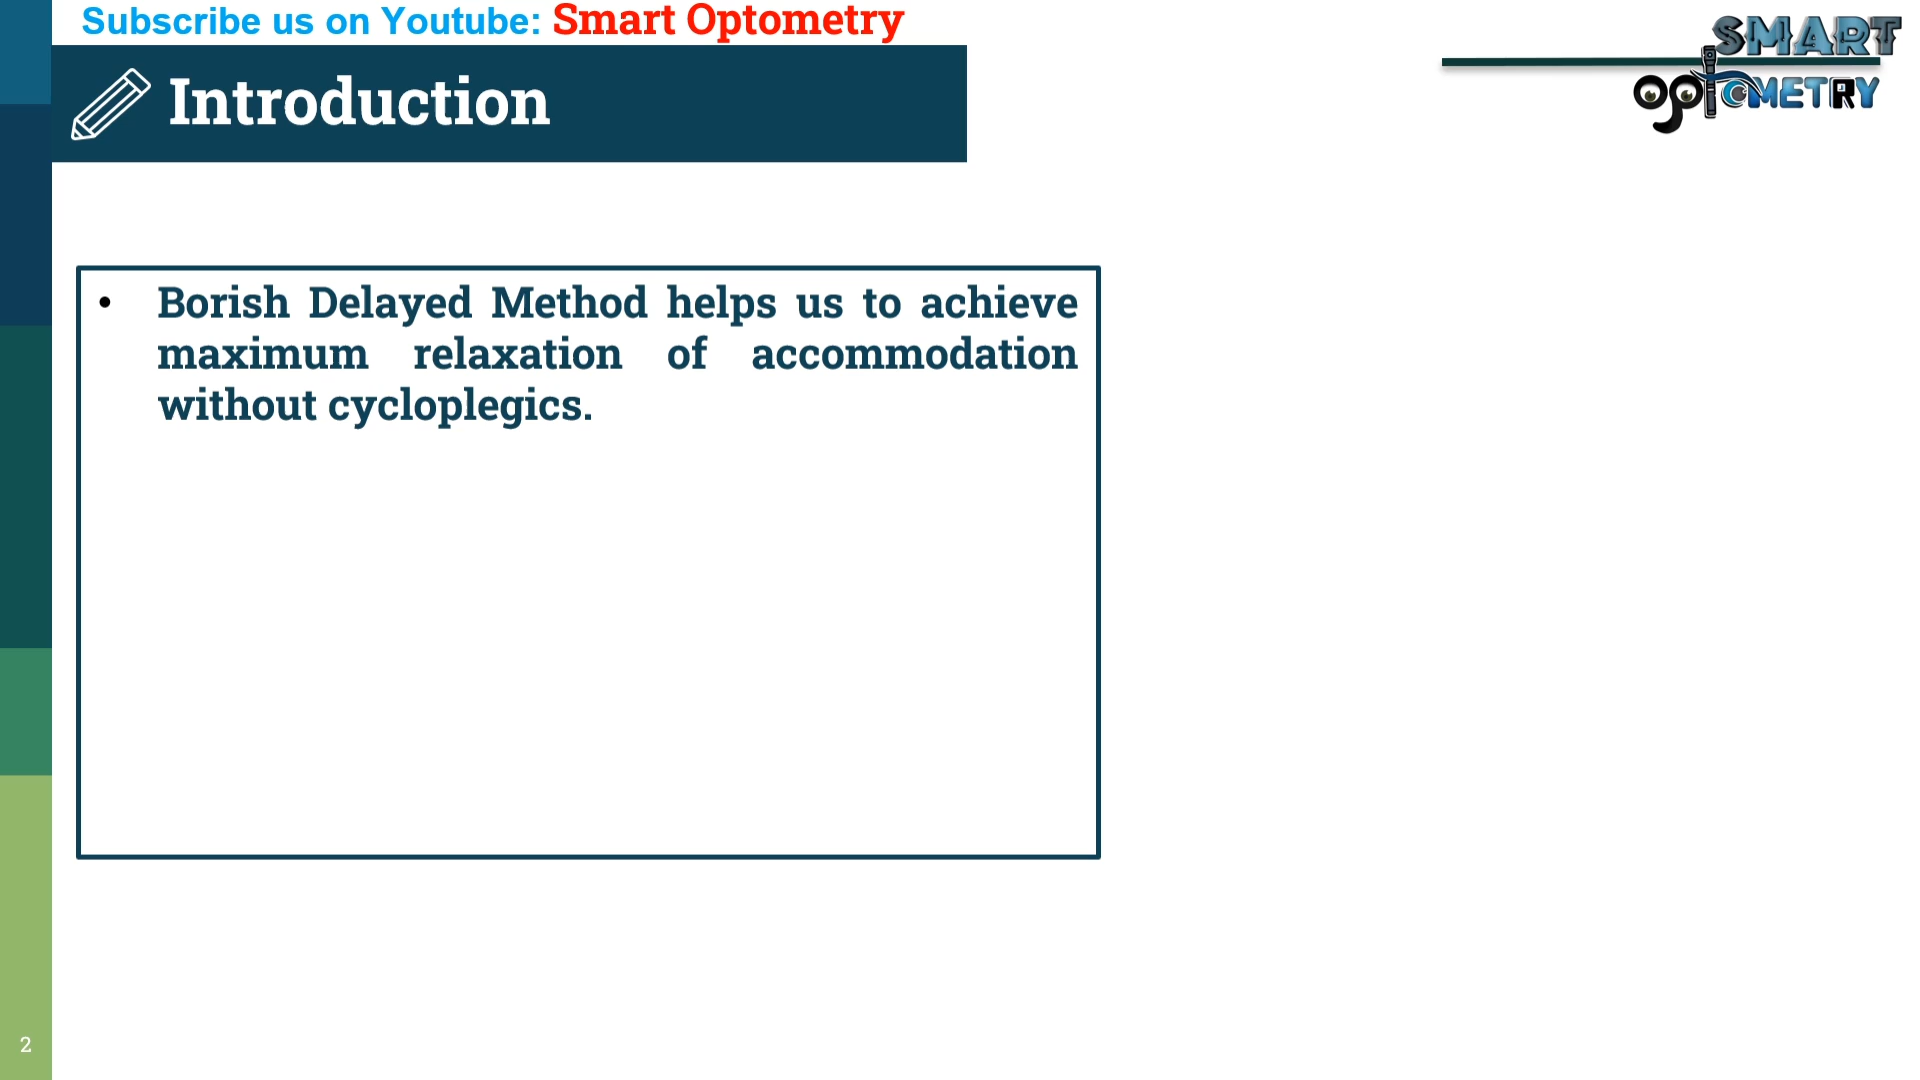 Subscribe us on Youtube: Smart Optometry
SMART
optOMETRY
Introduction
• Borish Delayed Method helps us to achieve
maximum relaxation of accommodation
without cycloplegics.
2